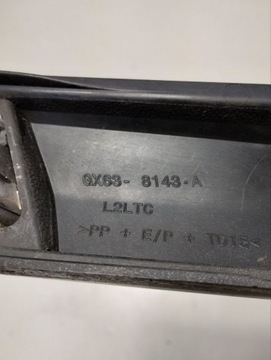 GX63- 8143-A
L2LTC
>PP + E/P + TD15<